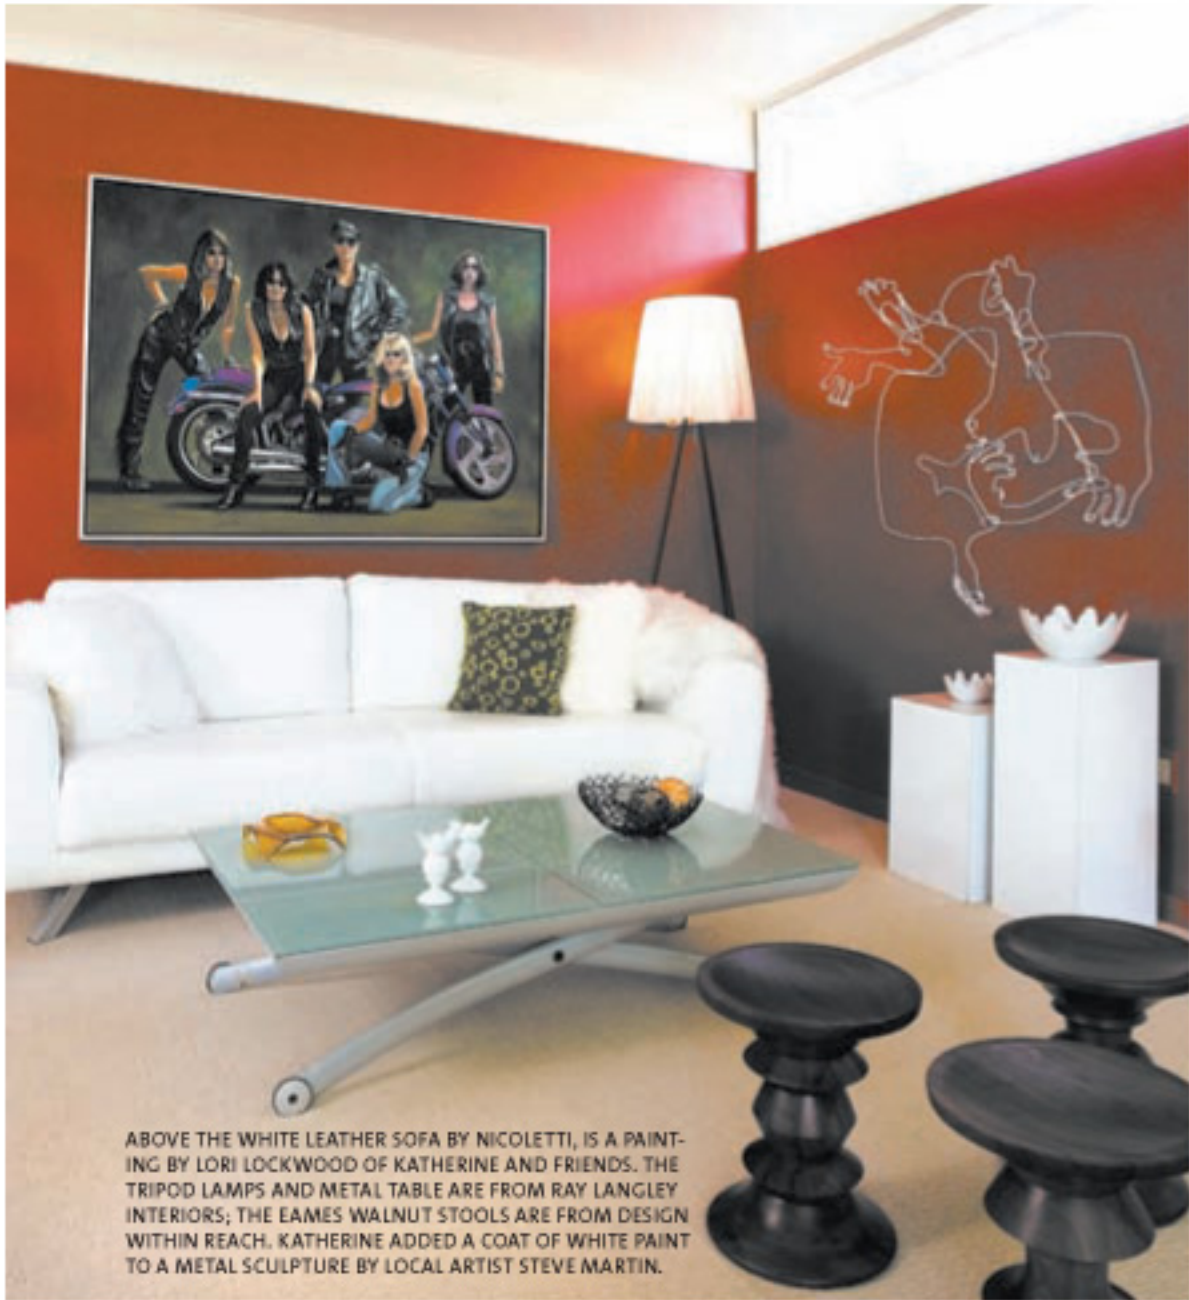 ABOVE THE WHITE LEATHER SOFA BY NICOLETTI, IS A PAINT-
ING BY LORI LOCKWOOD OF KATHERINE AND FRIENDS. THE
TRIPOD LAMPS AND METAL TABLE ARE FROM RAY LANGLEY
INTERIORS; THE EAMES WALNUT STOOLS ARE FROM DESIGN
WITHIN REACH. KATHERINE ADDED A COAT OF WHITE PAINT
TO A METAL SCULPTURE BY LOCAL ARTIST STEVE MARTIN.